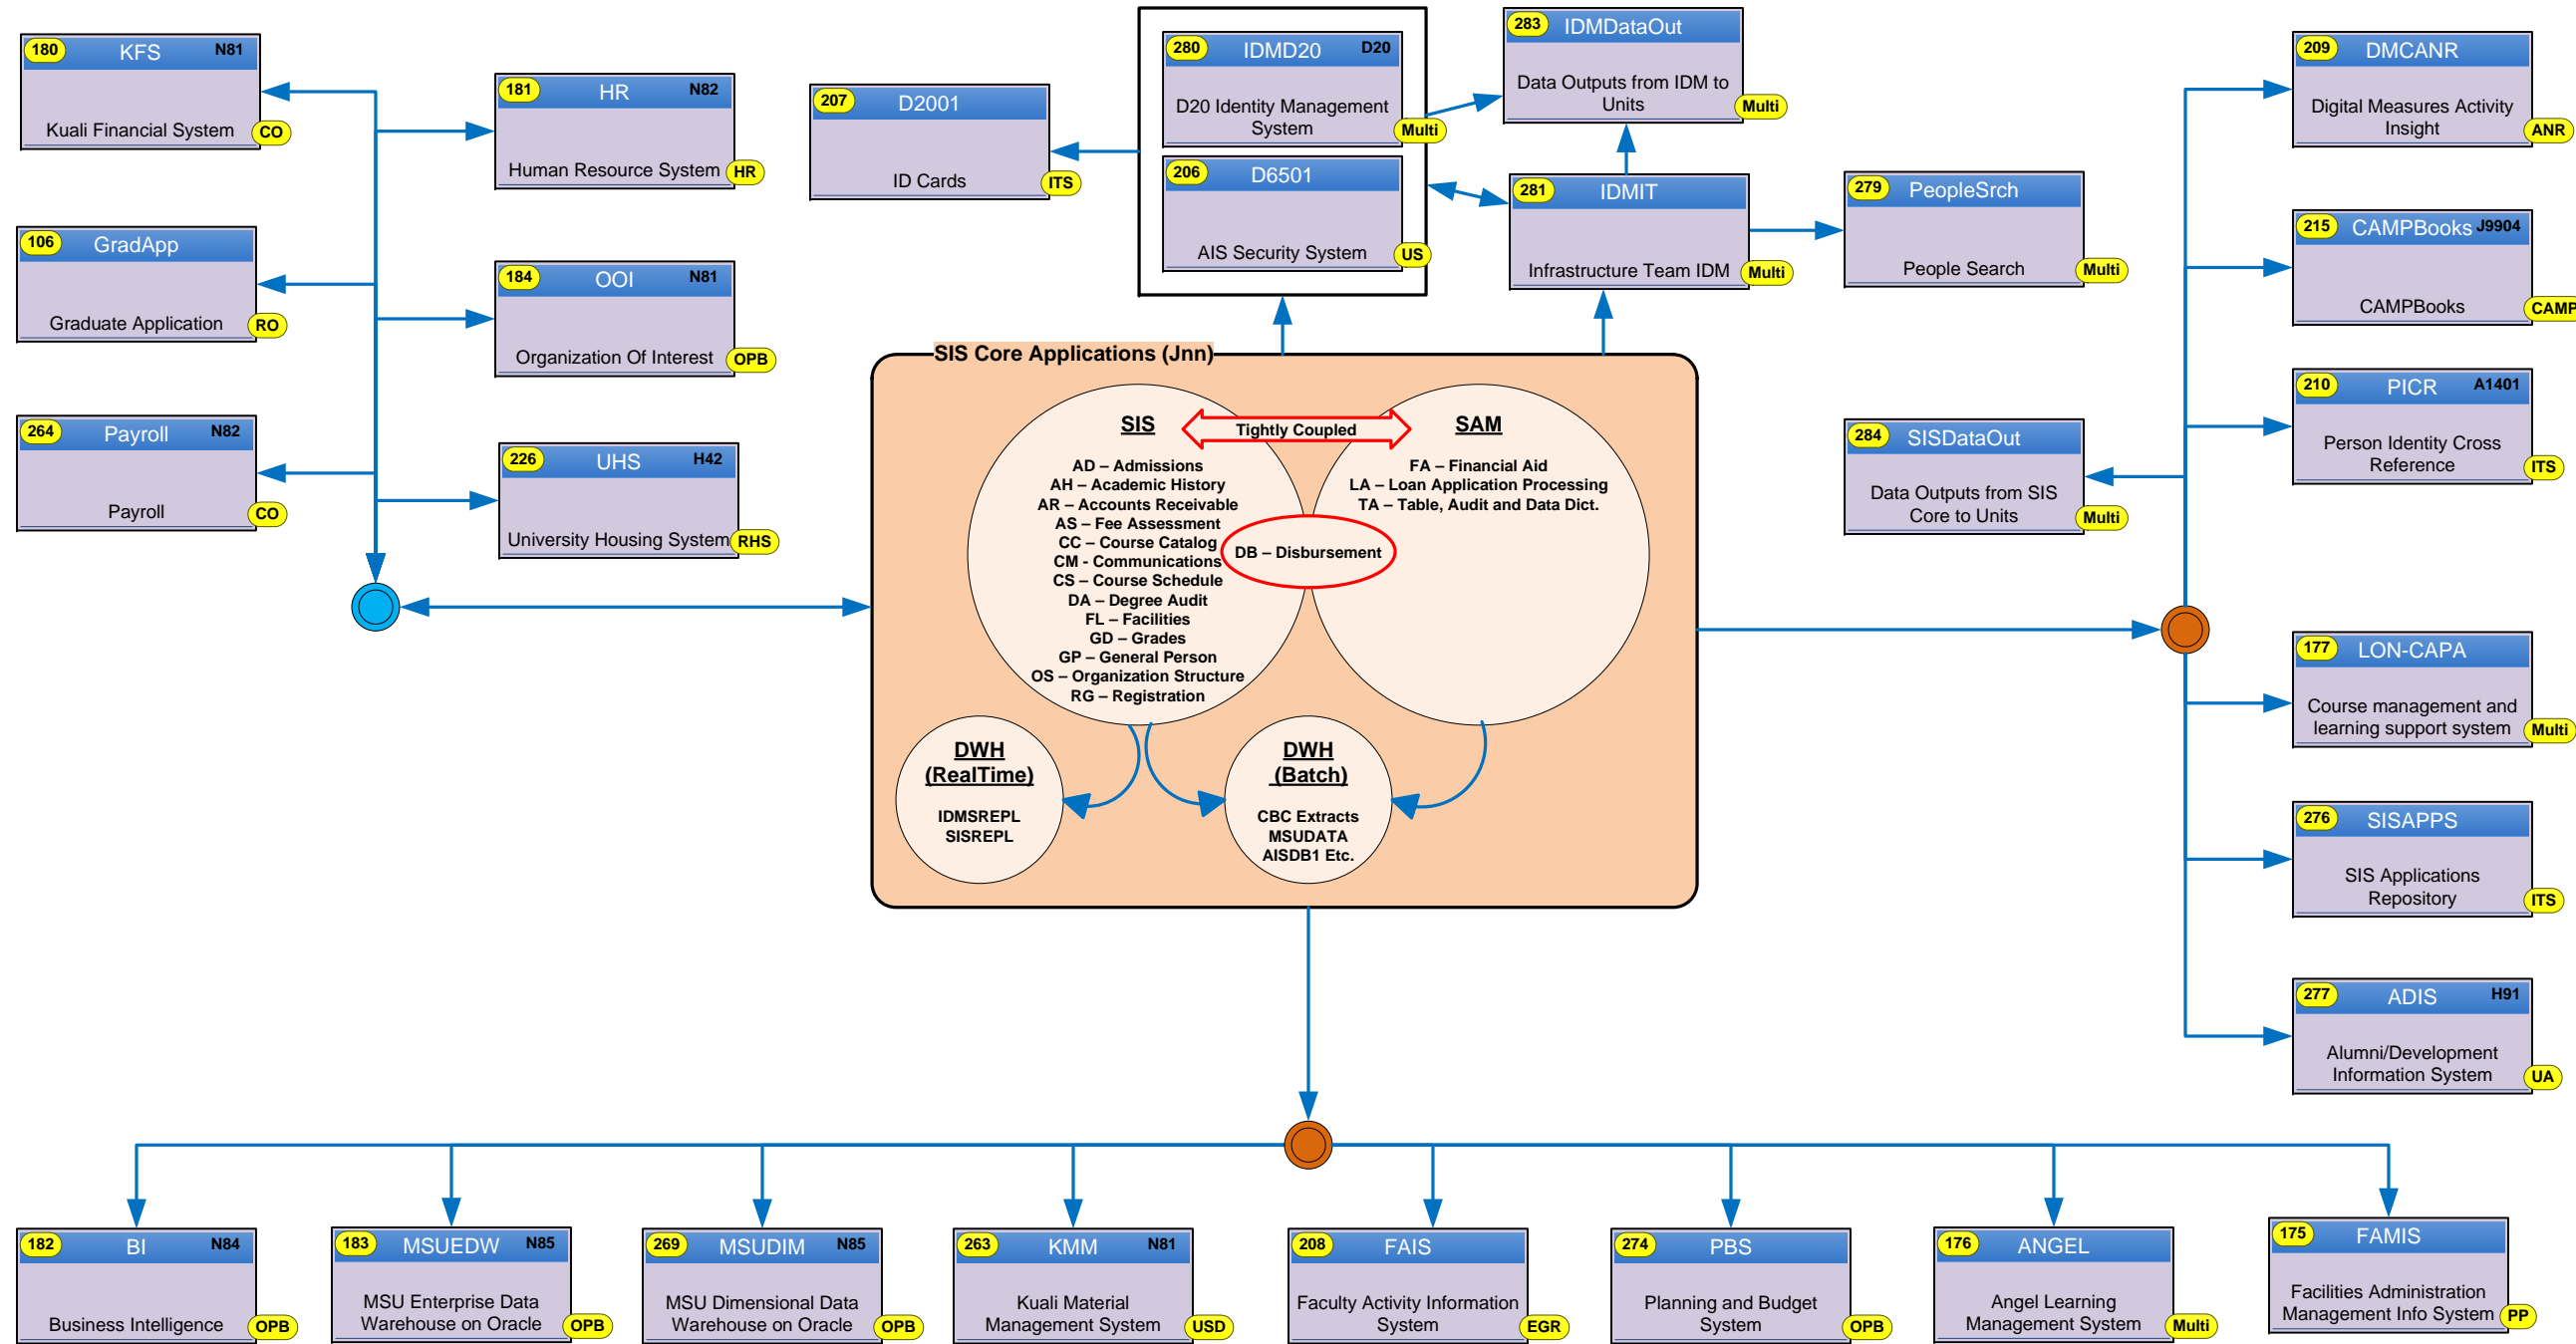 180 KFS N81
Kuali Financial System
CO
181 HR N82
Human Resource System
HR
106 GradApp
Graduate Application
RO
184 OOI N81
Organization Of Interest
OPB
264 Payroll N82
Payroll
CO
226 UHS H42
University Housing System
RHS
207 D2001
ID Cards
ITS
280 IDMD20 D20
D20 Identity Management
System
Multi
206 D6501
AIS Security System
US
283 IDMDataOut
Data Outputs from IDM to
Units
Multi
281 IDMIT
Infrastructure Team IDM
Multi
279 PeopleSrch
People Search
Multi
SIS Core Applications (Jnn)
SIS
Tightly Coupled
SAM
AD – Admissions
AH – Academic History
AR – Accounts Receivable
AS – Fee Assessment
CC – Course Catalog
CM - Communications
CS – Course Schedule
DA – Degree Audit
FL – Facilities
GD – Grades
GP – General Person
OS – Organization Structure
RG – Registration
FA – Financial Aid
LA – Loan Application Processing
TA – Table, Audit and Data Dict.
DB – Disbursement
DWH
(RealTime)
IDMSREPL
SISREPL
DWH
(Batch)
CBC Extracts
MSUDATA
AISDB1 Etc.
284 SISDataOut
Data Outputs from SIS
Core to Units
Multi
209 DMCANR
Digital Measures Activity
Insight
ANR
215 CAMPBooks J9904
CAMPBooks
CAMP
210 PICR A1401
Person Identity Cross
Reference
ITS
177 LON-CAPA
Course management and
learning support system
Multi
276 SISAPPS
SIS Applications
Repository
ITS
277 ADIS H91
Alumni/Development
Information System
UA
182 BI N84
Business Intelligence
OPB
183 MSUEDW N85
MSU Enterprise Data
Warehouse on Oracle
OPB
269 MSUDIM N85
MSU Dimensional Data
Warehouse on Oracle
OPB
263 KMM N81
Kuali Material
Management System
USD
208 FAIS
Faculty Activity Information
System
EGR
274 PBS
Planning and Budget
System
OPB
176 ANGEL
Angel Learning
Management System
Multi
175 FAMIS
Facilities Administration
Management Info System
PP